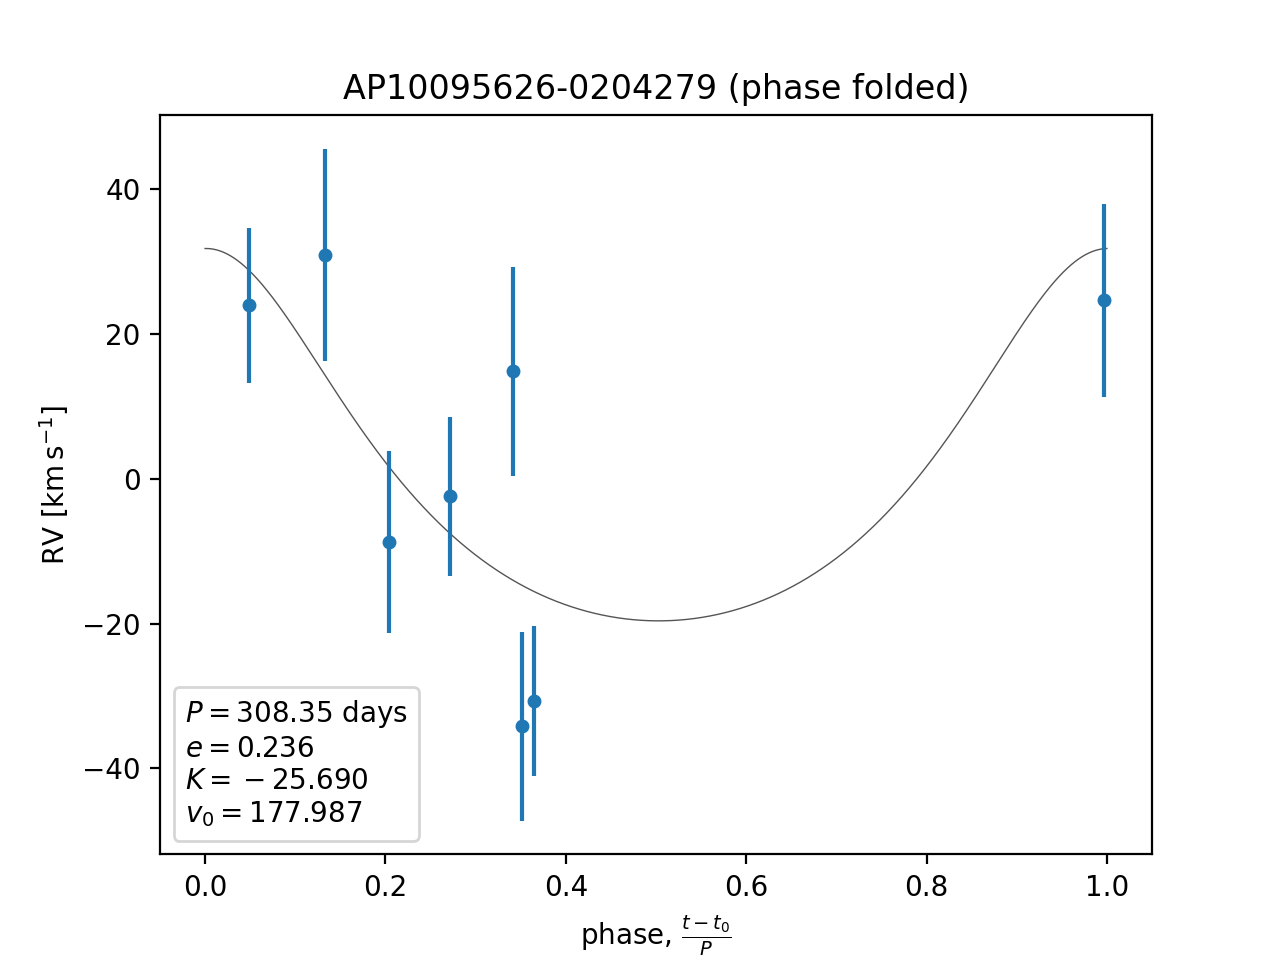 AP10095626-0204279 (phase folded)
40
20
0
−20
−40
RV [km s⁻¹]
P = 308.35 days
e = 0.236
K = −25.690
v₀ = 177.987
0.0 0.2 0.4 0.6 0.8 1.0
phase, (t − t₀)/P